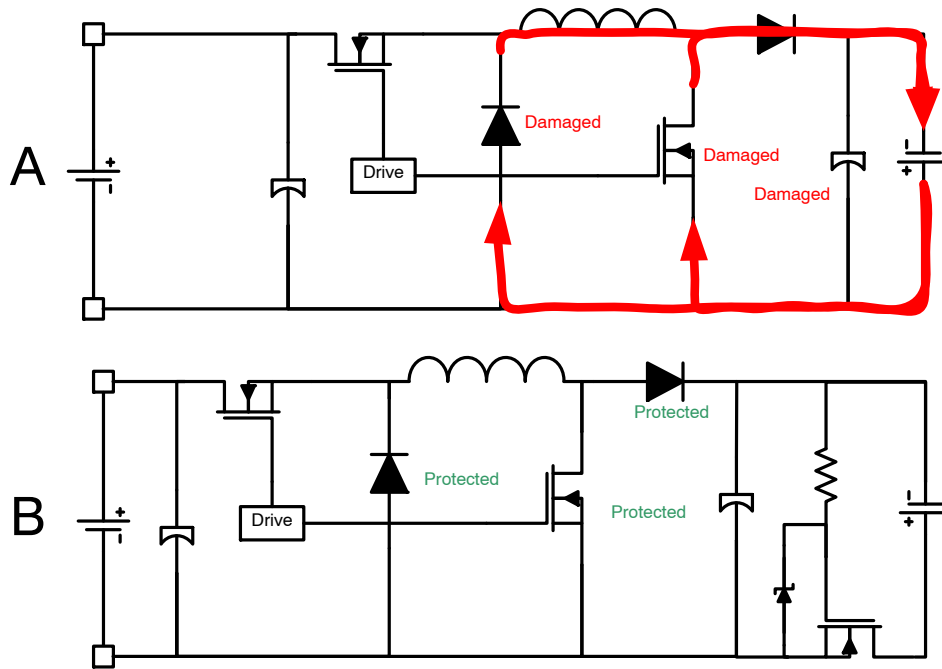 A
+
-
Drive
Damaged
Damaged
Damaged
-
+
B
+
-
Drive
Protected
Protected
Protected
-
+